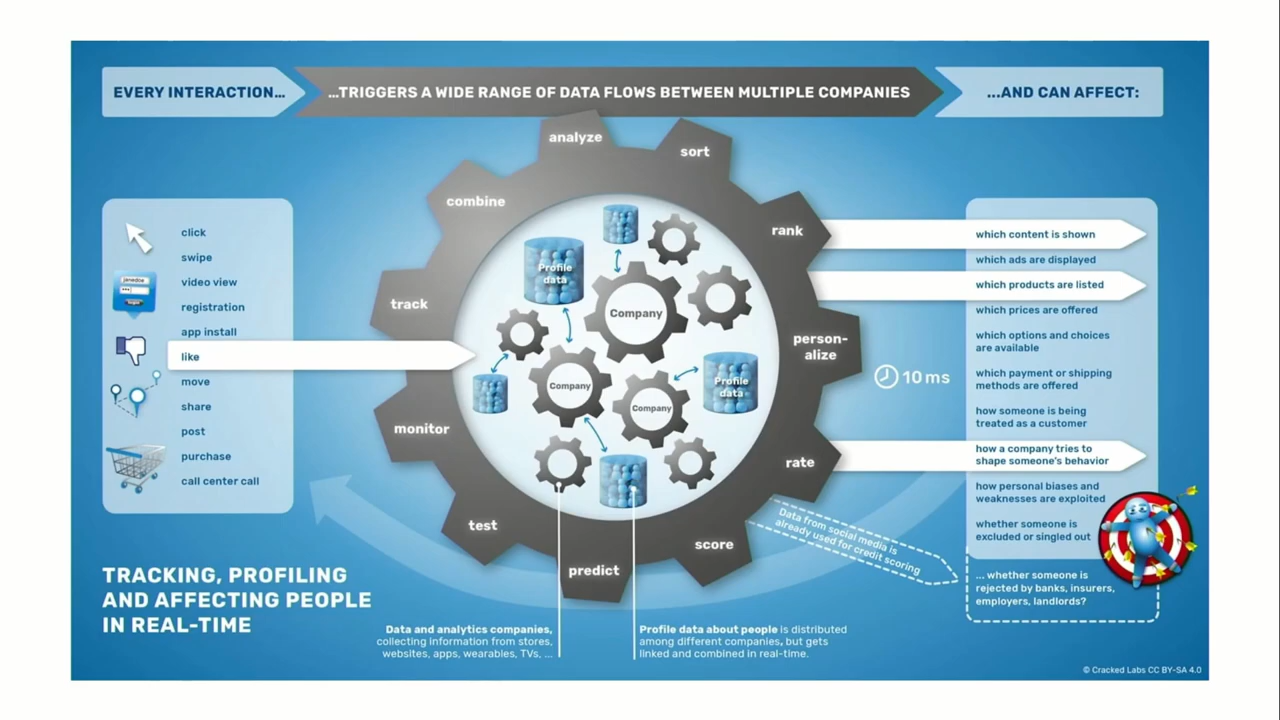 EVERY INTERACTION...
...TRIGGERS A WIDE RANGE OF DATA FLOWS BETWEEN MULTIPLE COMPANIES
...AND CAN AFFECT:
click
swipe
video view
registration
app install
like
move
share
post
purchase
call center call
janedoe
login
analyze
sort
combine
rank
track
person-
alize
monitor
rate
test
score
predict
Profile
data
Company
Company
Company
Profile
data
10 ms
which content is shown
which ads are displayed
which products are listed
which prices are offered
which options and choices
are available
which payment or shipping
methods are offered
how someone is being
treated as a customer
how a company tries to
shape someone's behavior
how personal biases and
weaknesses are exploited
whether someone is
excluded or singled out
... whether someone is
rejected by banks, insurers,
employers, landlords?
Data from social media is
already used for credit scoring
TRACKING, PROFILING
AND AFFECTING PEOPLE
IN REAL-TIME
Data and analytics companies,
collecting information from stores,
websites, apps, wearables, TVs, ...
Profile data about people is distributed
among different companies, but gets
linked and combined in real-time.
© Cracked Labs CC BY-SA 4.0